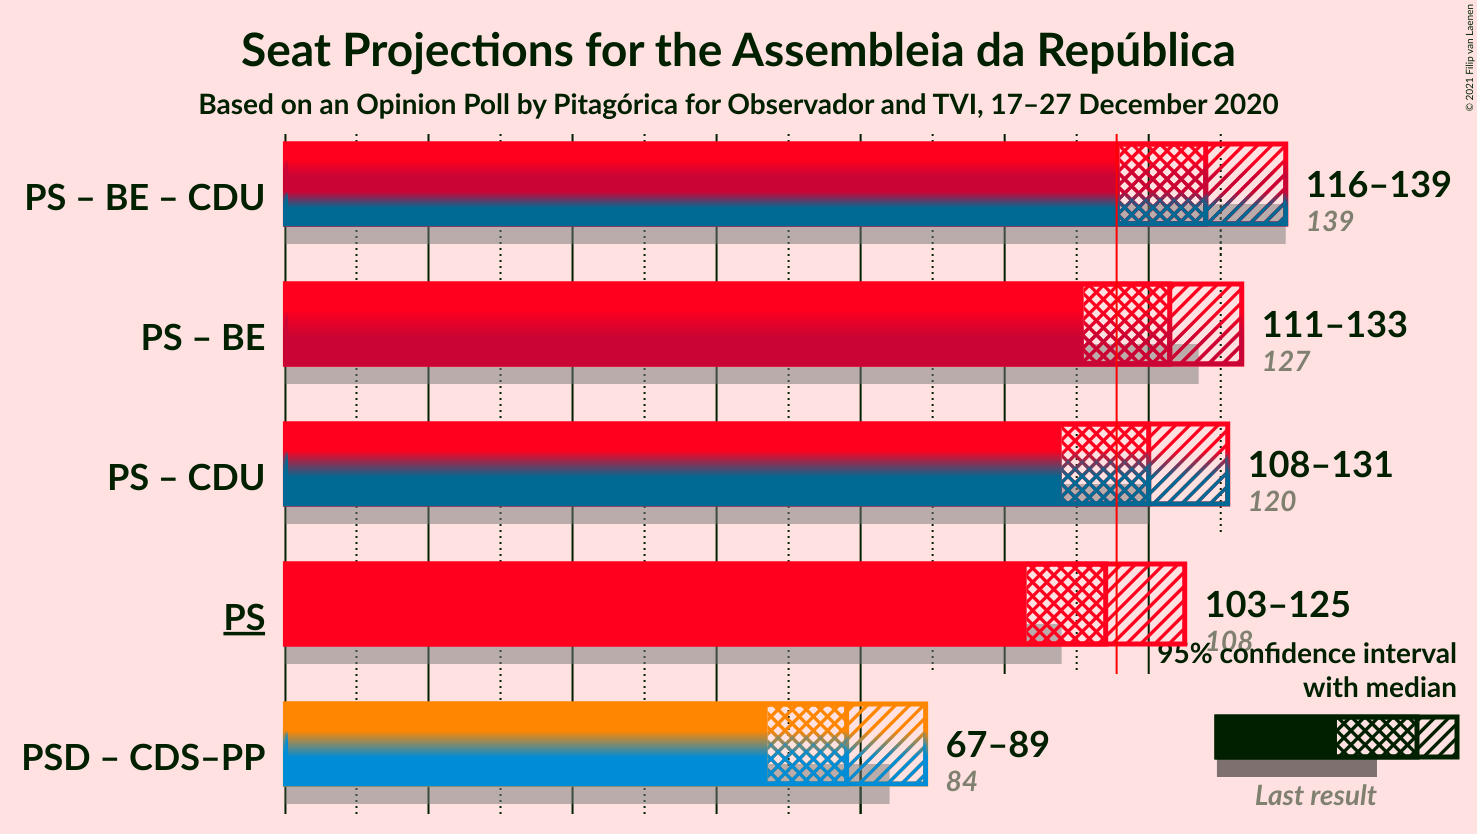 Seat Projections for the Assembleia da República
Based on an Opinion Poll by Pitagórica for Observador and TVI, 17–27 December 2020
© 2021 Filip van Laenen
PS – BE – CDU
116–139
139
PS – BE
111–133
127
PS – CDU
108–131
120
PS
103–125
108
95% confidence interval
with median
PSD – CDS–PP
67–89
84
Last result